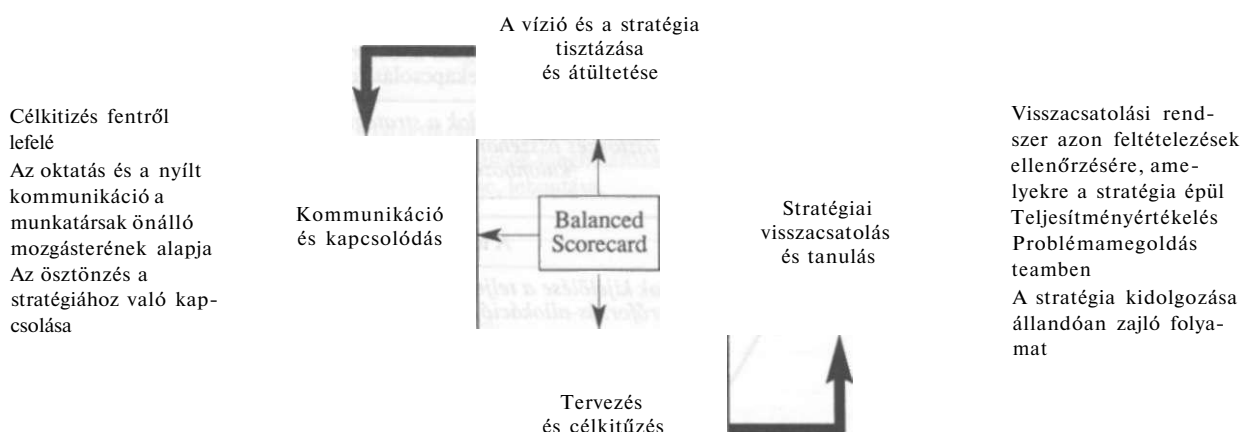 A vízió és a stratégia
tisztázása
és átültetése
Célkitizés fentről
lefelé
Az oktatás és a nyílt
kommunikáció a
munkatársak önálló
mozgásterének alapja
Az ösztönzés a
stratégiához való kap-
csolása
Kommunikáció
és kapcsolódás
Balanced
Scorecard
Stratégiai
visszacsatolás
és tanulás
Visszacsatolási rend-
szer azon feltételezések
ellenőrzésére, ame-
lyekre a stratégia épül
Teljesítményértékelés
Problémamegoldás
teamben
A stratégia kidolgozása
állandóan zajló folya-
mat
Tervezés
és célkitűzés